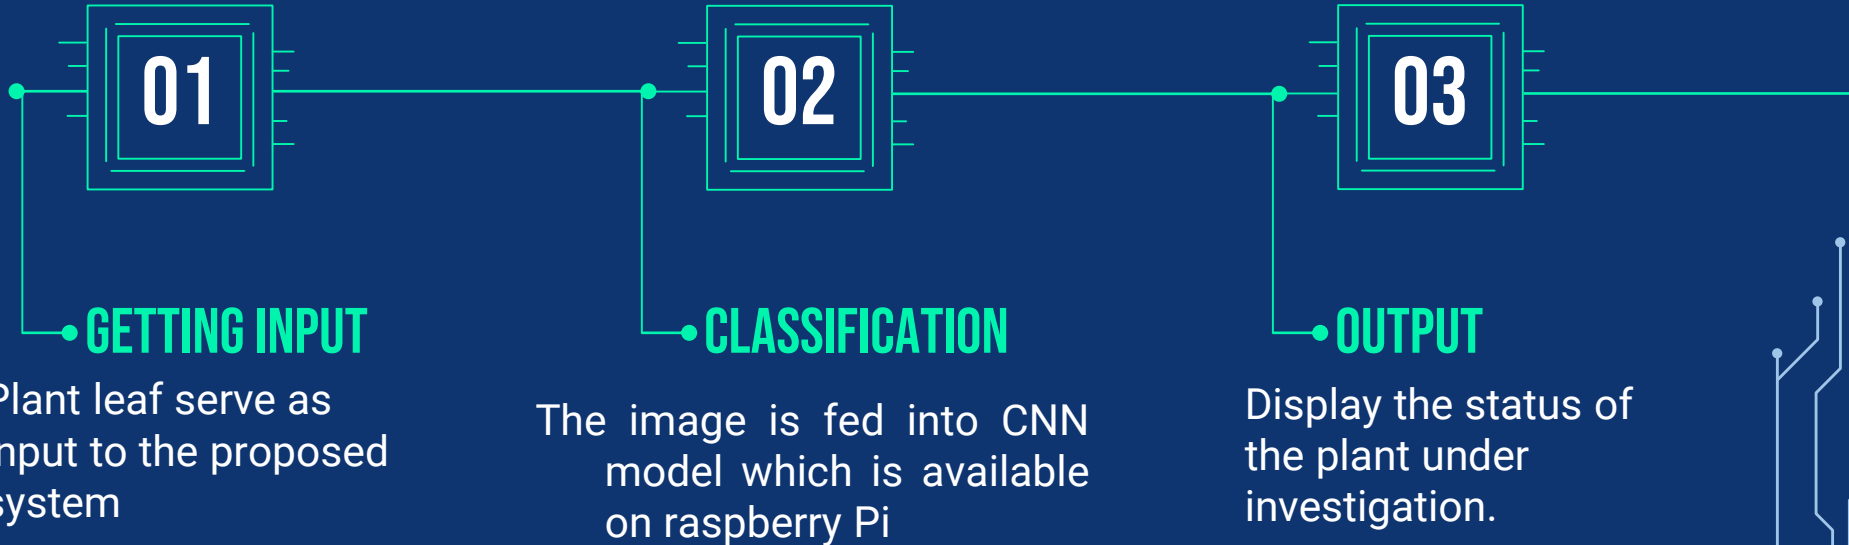 01
GETTING INPUT
Plant leaf serve as
input to the proposed
system
02
CLASSIFICATION
The image is fed into CNN
model which is available
on raspberry Pi
03
OUTPUT
Display the status of
the plant under
investigation.